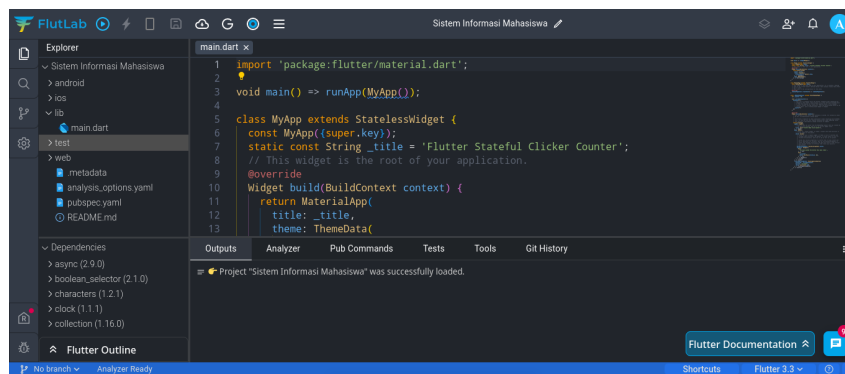 FlutLab
Sistem Informasi Mahasiswa
A
Explorer
Sistem Informasi Mahasiswa
android
ios
lib
main.dart
test
web
.metadata
analysis_options.yaml
pubspec.yaml
README.md
Dependencies
async (2.9.0)
boolean_selector (2.1.0)
characters (1.2.1)
clock (1.1.1)
collection (1.16.0)
Flutter Outline
main.dart x
1 import 'package:flutter/material.dart';
2
3 void main() => runApp(MyApp());
4
5 class MyApp extends StatelessWidget {
6 const MyApp({super.key});
7 static const String _title = 'Flutter Stateful Clicker Counter';
8 // This widget is the root of your application.
9 @override
10 Widget build(BuildContext context) {
11 return MaterialApp(
12 title: _title,
13 theme: ThemeData(
Outputs Analyzer Pub Commands Tests Tools Git History
Project "Sistem Informasi Mahasiswa" was successfully loaded.
Flutter Documentation
No branch Analyzer Ready Shortcuts Flutter 3.3